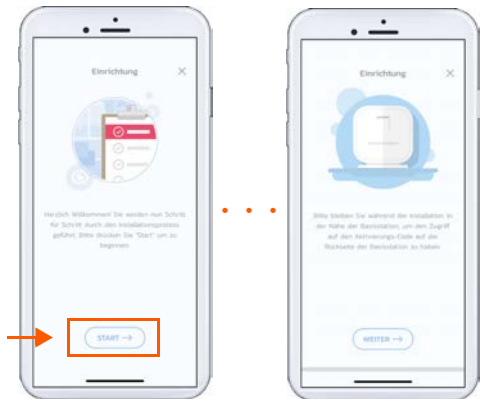 Einrichtung
Herzlich Willkommen! Sie werden nun Schritt
für Schritt durch den Installationsprozess
geführt. Bitte drücken Sie "Start" um zu
beginnen.
START
Einrichtung
Bitte bleiben Sie während der Installation in
der Nähe der Basisstation, um den Zugriff
auf den Aktivierungs-Code auf der
Rückseite der Basisstation zu haben.
WEITER